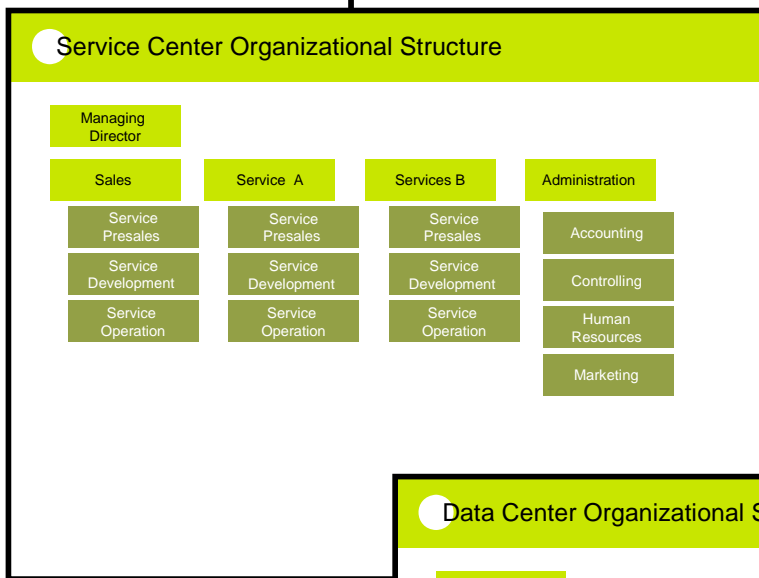 Service Center Organizational Structure
Managing
Director
Sales
Service A
Services B
Administration
Service
Presales
Service
Development
Service
Operation
Service
Presales
Service
Development
Service
Operation
Service
Presales
Service
Development
Service
Operation
Accounting
Controlling
Human
Resources
Marketing
Data Center Organizational S